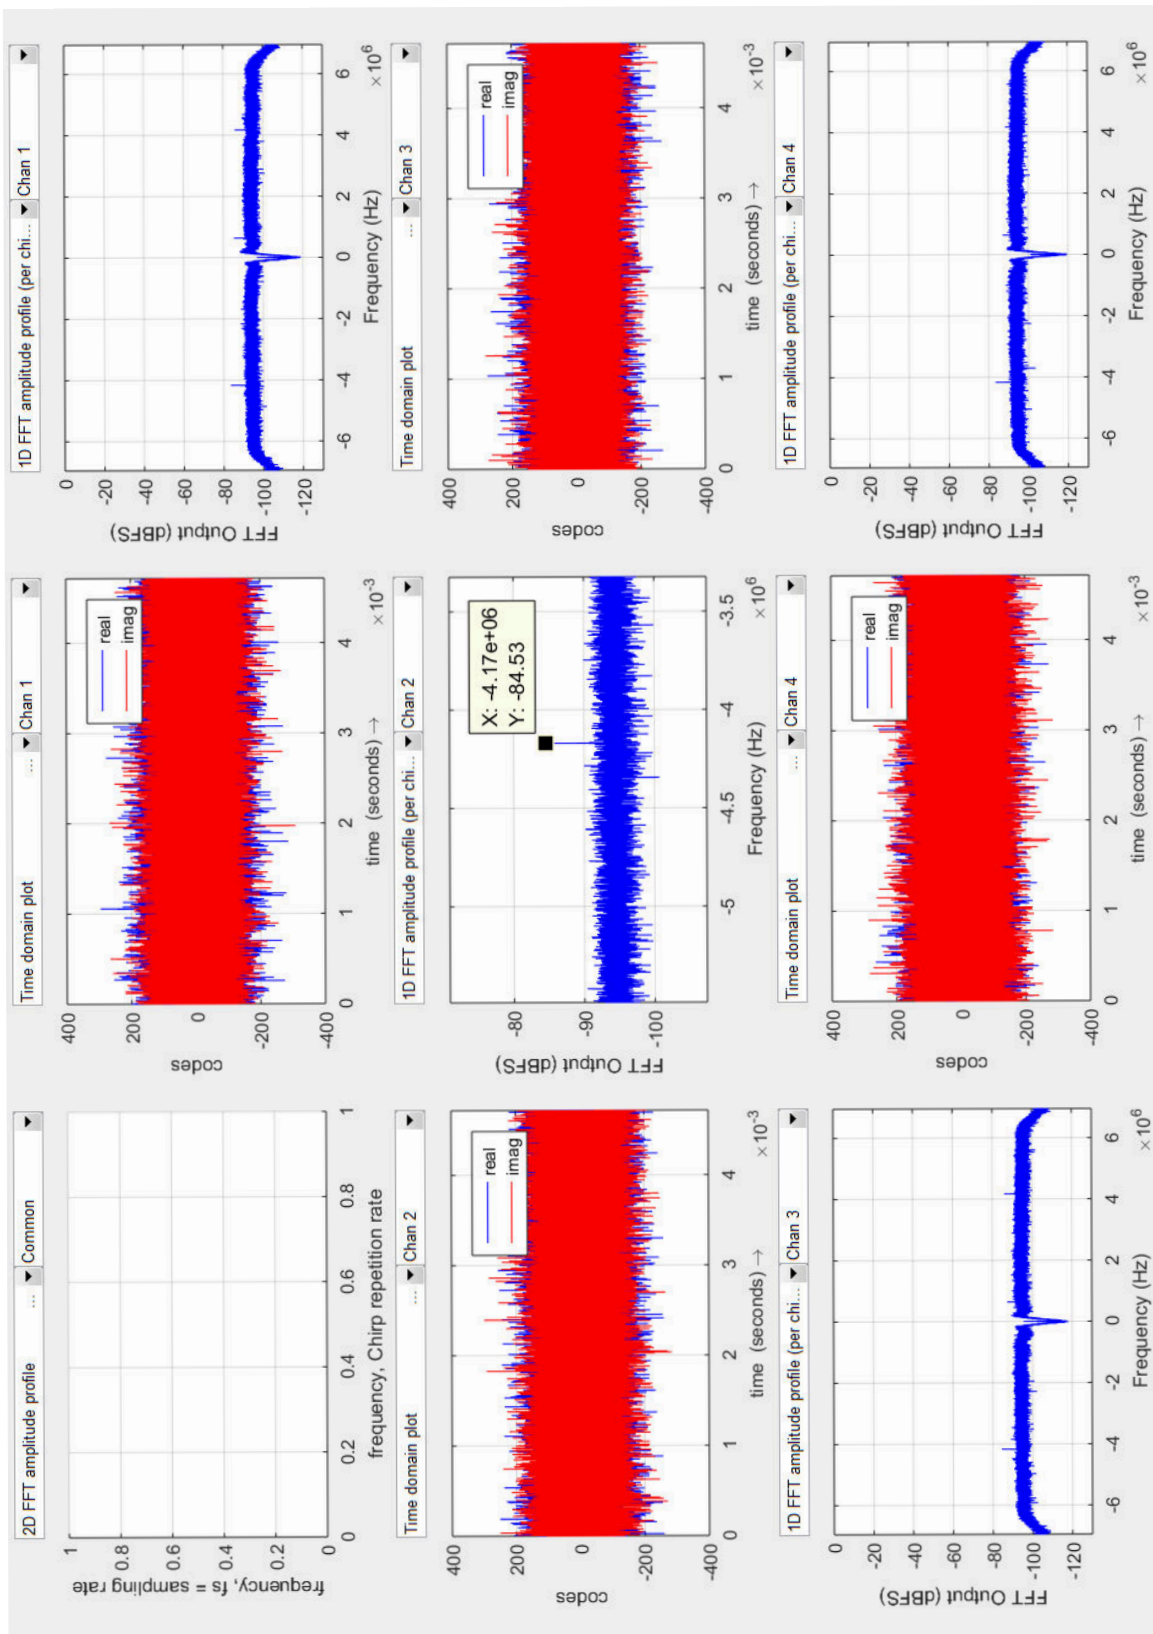 2D FFT amplitude profile ... Common
frequency, fs = sampling rate
1
0.8
0.6
0.4
0.2
0
0 0.2 0.4 0.6 0.8 1
frequency, Chirp repetition rate
Time domain plot ... Chan 1
codes
400
200
0
-200
-400
real
imag
0 1 2 3 4
time (seconds) → ×10-3
1D FFT amplitude profile (per chi... Chan 1
FFT Output (dBFS)
0
-20
-40
-60
-80
-100
-120
-6 -4 -2 0 2 4 6
Frequency (Hz) ×106
Time domain plot ... Chan 2
codes
400
200
0
-200
-400
real
imag
0 1 2 3 4
time (seconds) → ×10-3
1D FFT amplitude profile (per chi... Chan 2
FFT Output (dBFS)
-80
-90
-100
X: -4.17e+06
Y: -84.53
-5 -4.5 -4 -3.5
Frequency (Hz) ×106
Time domain plot ... Chan 3
codes
400
200
0
-200
-400
real
imag
0 1 2 3 4
time (seconds) → ×10-3
1D FFT amplitude profile (per chi... Chan 3
FFT Output (dBFS)
0
-20
-40
-60
-80
-100
-120
-6 -4 -2 0 2 4 6
Frequency (Hz) ×106
Time domain plot ... Chan 4
codes
400
200
0
-200
-400
real
imag
0 1 2 3 4
time (seconds) → ×10-3
1D FFT amplitude profile (per chi... Chan 4
FFT Output (dBFS)
0
-20
-40
-60
-80
-100
-120
-6 -4 -2 0 2 4 6
Frequency (Hz) ×106